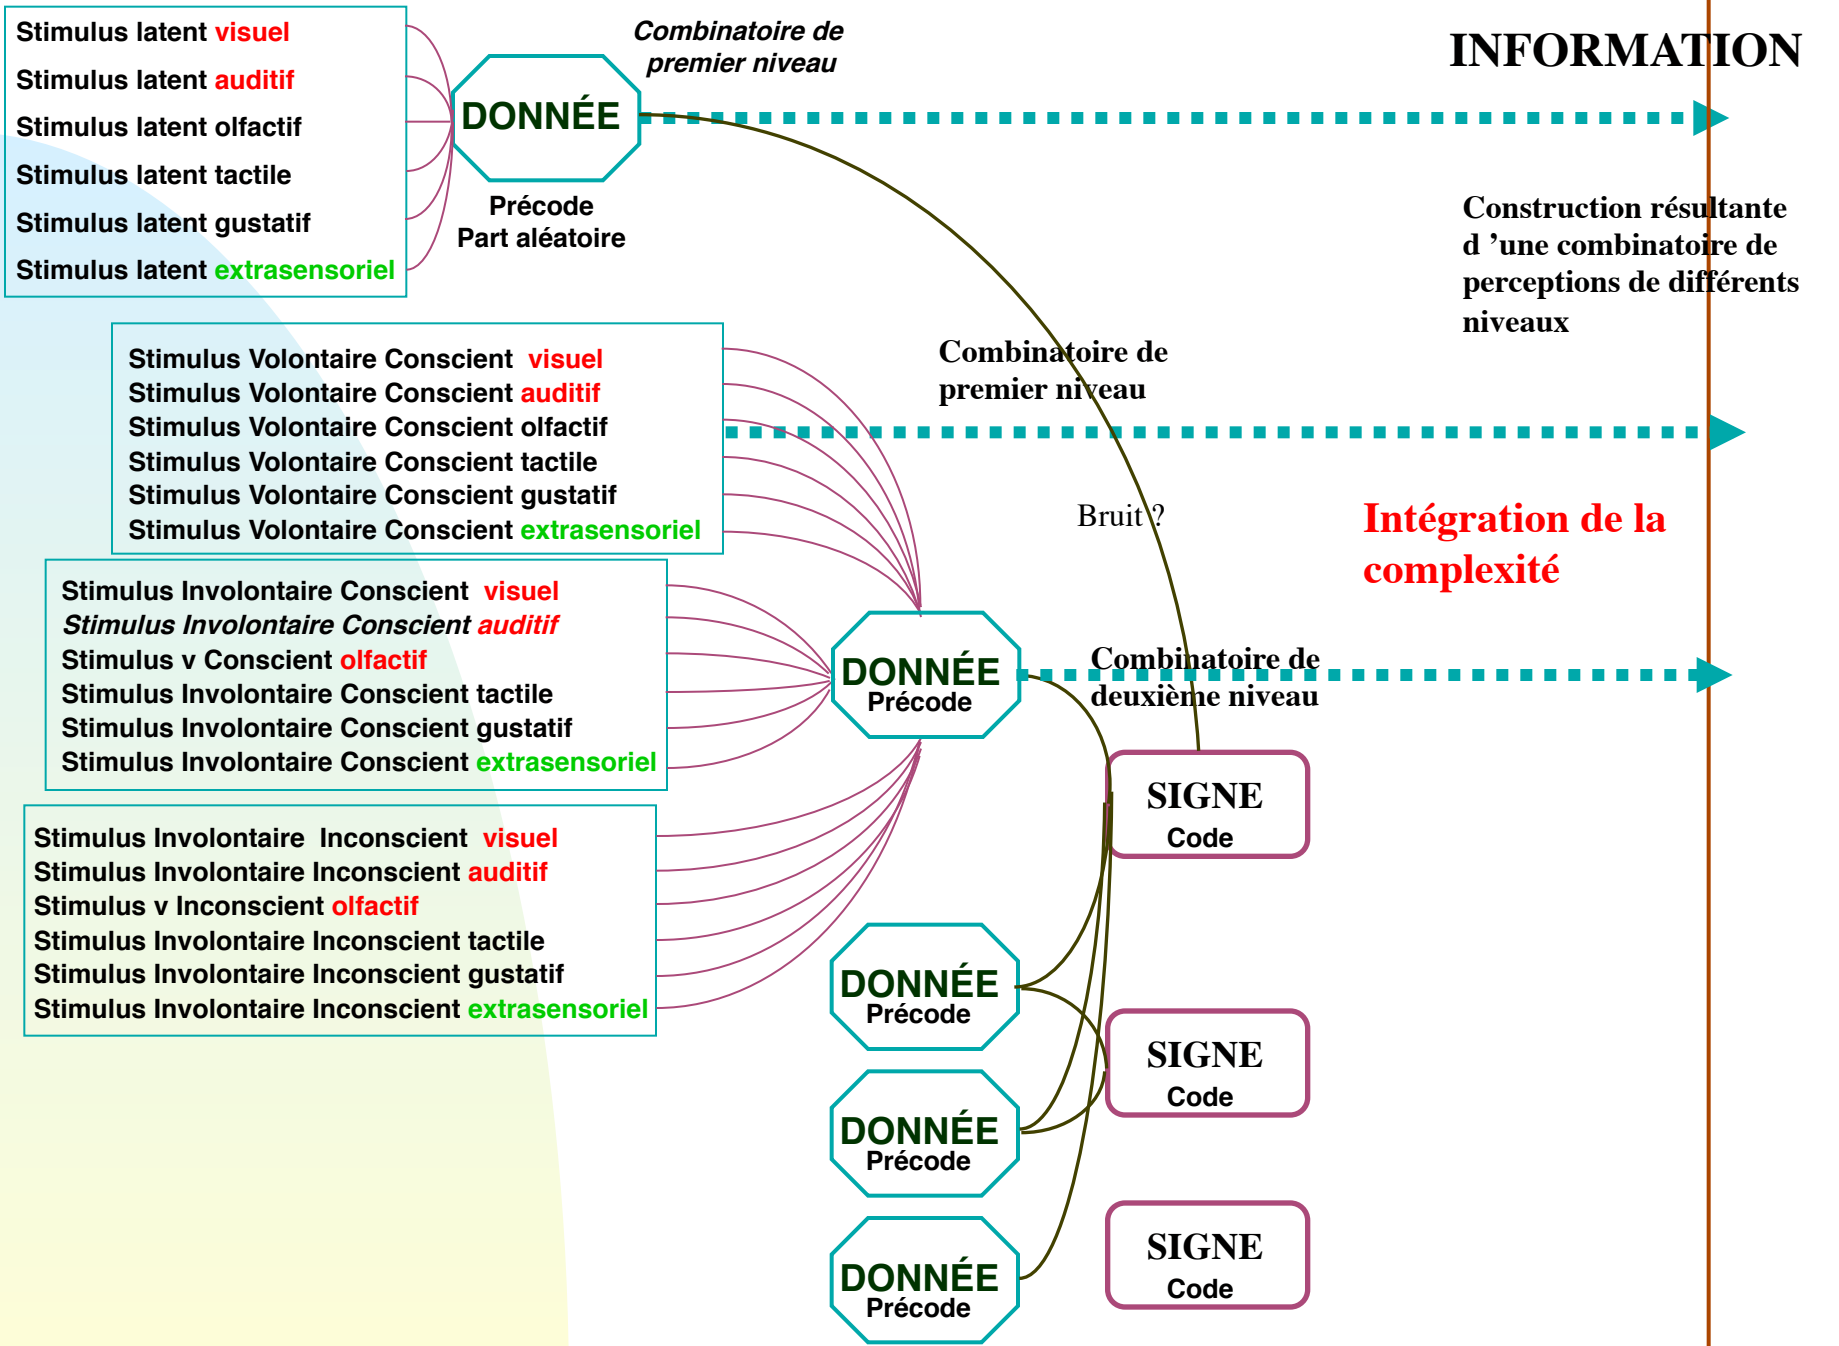 Stimulus latent visuel
Stimulus latent auditif
Stimulus latent olfactif
Stimulus latent tactile
Stimulus latent gustatif
Stimulus latent extrasensoriel
DONNÉE
Précode
Part aléatoire
Combinatoire de
premier niveau
INFORMATION
Construction résultante
d ’une combinatoire de
perceptions de différents
niveaux
Stimulus Volontaire Conscient visuel
Stimulus Volontaire Conscient auditif
Stimulus Volontaire Conscient olfactif
Stimulus Volontaire Conscient tactile
Stimulus Volontaire Conscient gustatif
Stimulus Volontaire Conscient extrasensoriel
Combinatoire de
premier niveau
Bruit ?
Intégration de la
complexité
Stimulus Involontaire Conscient visuel
Stimulus Involontaire Conscient auditif
Stimulus v Conscient olfactif
Stimulus Involontaire Conscient tactile
Stimulus Involontaire Conscient gustatif
Stimulus Involontaire Conscient extrasensoriel
DONNÉE
Précode
Combinatoire de
deuxième niveau
SIGNE
Code
Stimulus Involontaire Inconscient visuel
Stimulus Involontaire Inconscient auditif
Stimulus v Inconscient olfactif
Stimulus Involontaire Inconscient tactile
Stimulus Involontaire Inconscient gustatif
Stimulus Involontaire Inconscient extrasensoriel
DONNÉE
Précode
SIGNE
Code
DONNÉE
Précode
SIGNE
Code
DONNÉE
Précode